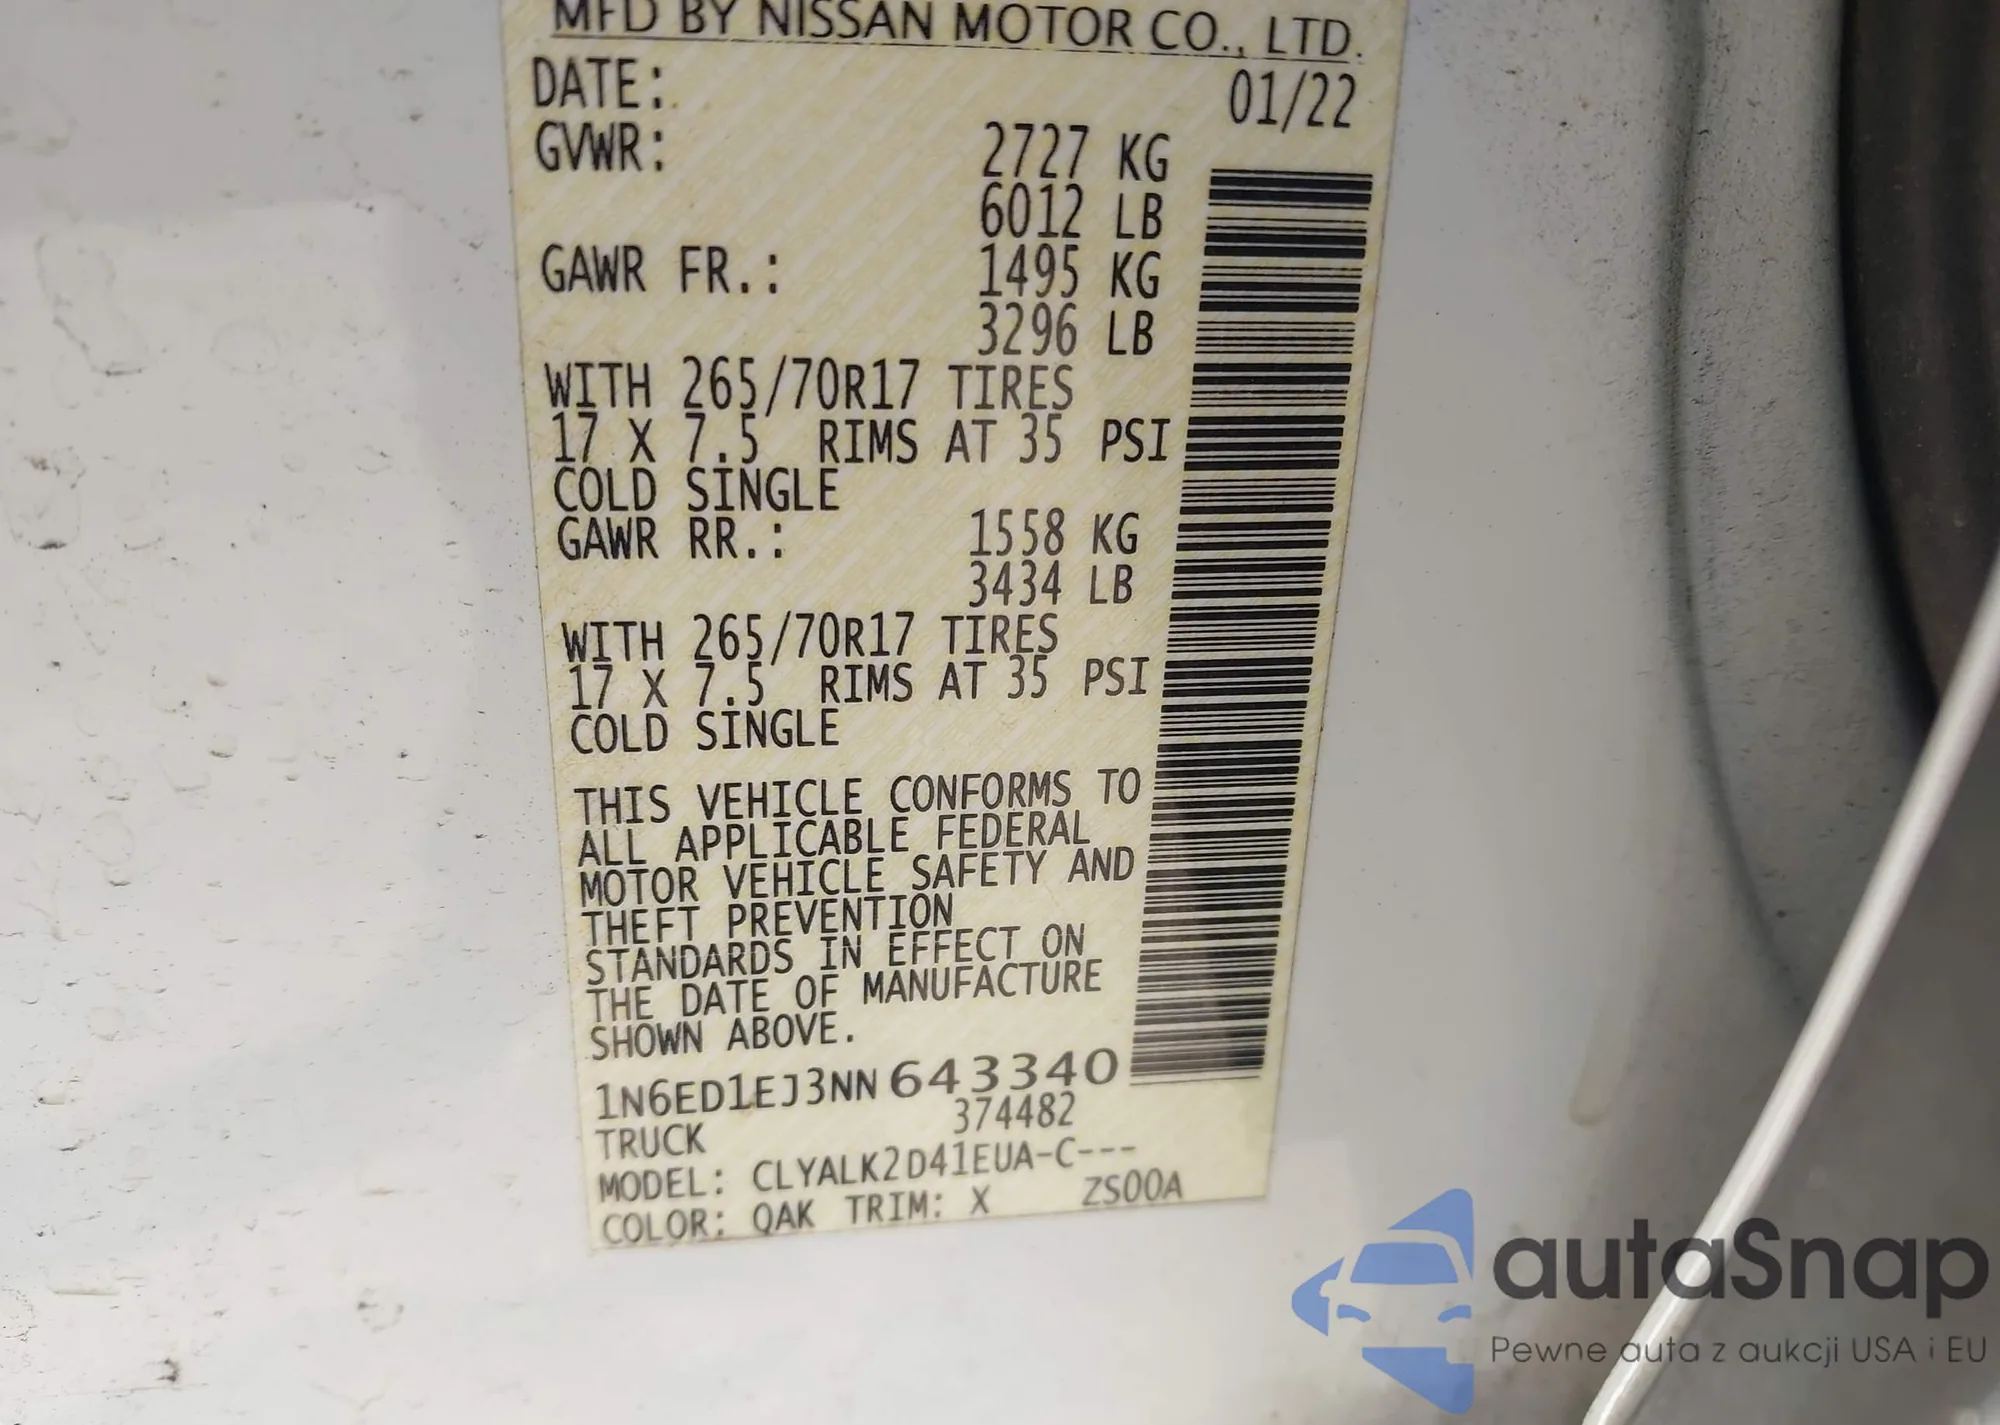 MFD BY NISSAN MOTOR CO., LTD.
DATE: 01/22
GVWR: 2727 KG
6012 LB
GAWR FR.: 1495 KG
3296 LB
WITH 265/70R17 TIRES
17 X 7.5 RIMS AT 35 PSI
COLD SINGLE
GAWR RR.: 1558 KG
3434 LB
WITH 265/70R17 TIRES
17 X 7.5 RIMS AT 35 PSI
COLD SINGLE
THIS VEHICLE CONFORMS TO
ALL APPLICABLE FEDERAL
MOTOR VEHICLE SAFETY AND
THEFT PREVENTION
STANDARDS IN EFFECT ON
THE DATE OF MANUFACTURE
SHOWN ABOVE.
1N6ED1EJ3NN643340
374482
TRUCK
MODEL: CLYALK2D41EUA-C---
COLOR: QAK TRIM: X ZS00A
autoSnap
Pewne auta z aukcji USA i EU